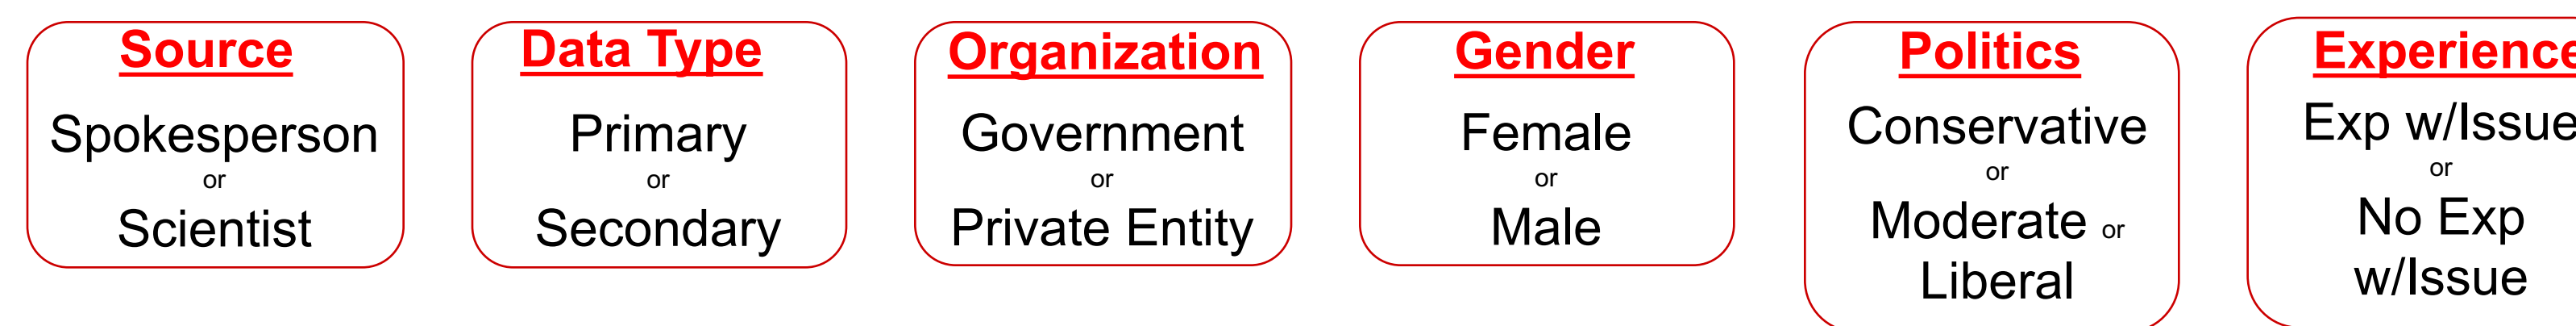 Source
Spokesperson
or
Scientist
Data Type
Primary
or
Secondary
Organization
Government
or
Private Entity
Gender
Female
or
Male
Politics
Conservative
or
Moderate or
Liberal
Experience
Exp w/Issue
or
No Exp
w/Issue